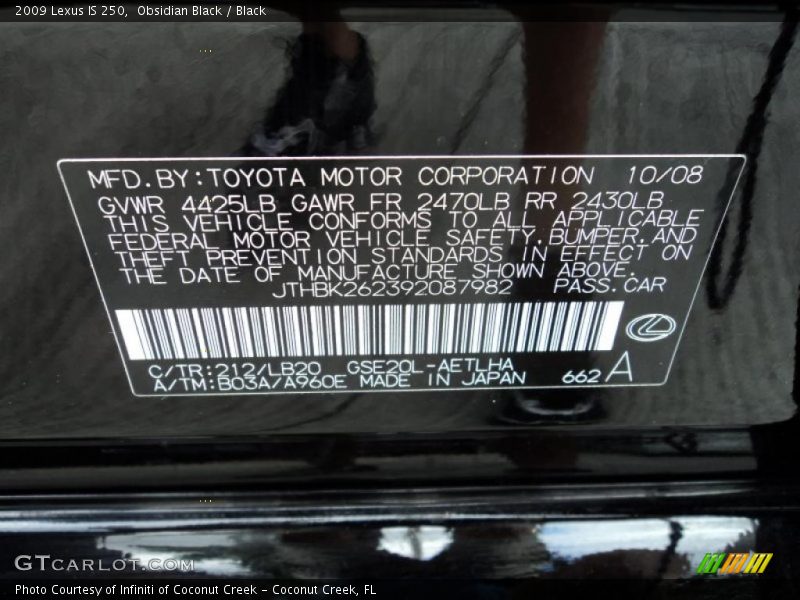 2009 Lexus IS 250,  Obsidian Black / Black
MFD.BY:TOYOTA MOTOR CORPORATION 10/08
GVWR 4425LB GAWR FR 2470LB RR 2430LB
THIS VEHICLE CONFORMS TO ALL APPLICABLE
FEDERAL MOTOR VEHICLE SAFETY,BUMPER,AND
THEFT PREVENTION STANDARDS IN EFFECT ON
THE DATE OF MANUFACTURE SHOWN ABOVE.
JTHBK262392087982 PASS.CAR
C/TR:212/LB20 GSE20L-AETLHA
A/TM:B03A/A960E MADE IN JAPAN 662 A
GTCARLOT.COM
Photo Courtesy of Infiniti of Coconut Creek – Coconut Creek, FL